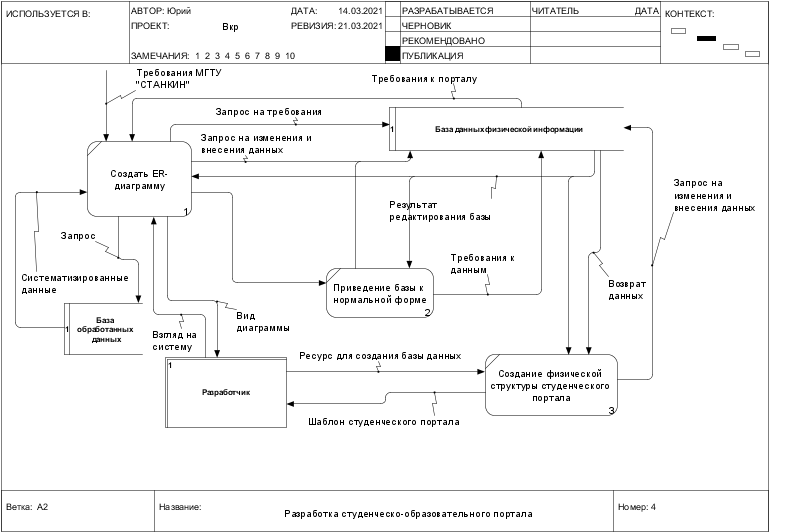 ИСПОЛЬЗУЕТСЯ В:
АВТОР: Юрий
ДАТА: 14.03.2021
РАЗРАБАТЫВАЕТСЯ
ЧИТАТЕЛЬ
ДАТА
КОНТЕКСТ:
ПРОЕКТ: Вкр
РЕВИЗИЯ: 21.03.2021
ЧЕРНОВИК
РЕКОМЕНДОВАНО
ЗАМЕЧАНИЯ: 1 2 3 4 5 6 7 8 9 10
ПУБЛИКАЦИЯ
Требования МГТУ
"СТАНКИН"
Требования к порталу
Запрос на требования
1
База данных физической информации
Запрос на изменения и
внесения данных
Создать ER-
диаграмму
1
Запрос на
изменения и
внесения данных
Результат
редактирования базы
Запрос
Требования к
данным
Систематизированные
данные
Приведение базы к
нормальной форме
2
Возврат
данных
1
База
обработанных
данных
Вид
диаграммы
Взгляд на
систему
Ресурс для создания базы данных
1
Разработчик
Создание физической
структуры студенческого
портала
3
Шаблон студенческого портала
Ветка: А2
Название:
Разработка студенческо-образовательного портала
Номер: 4